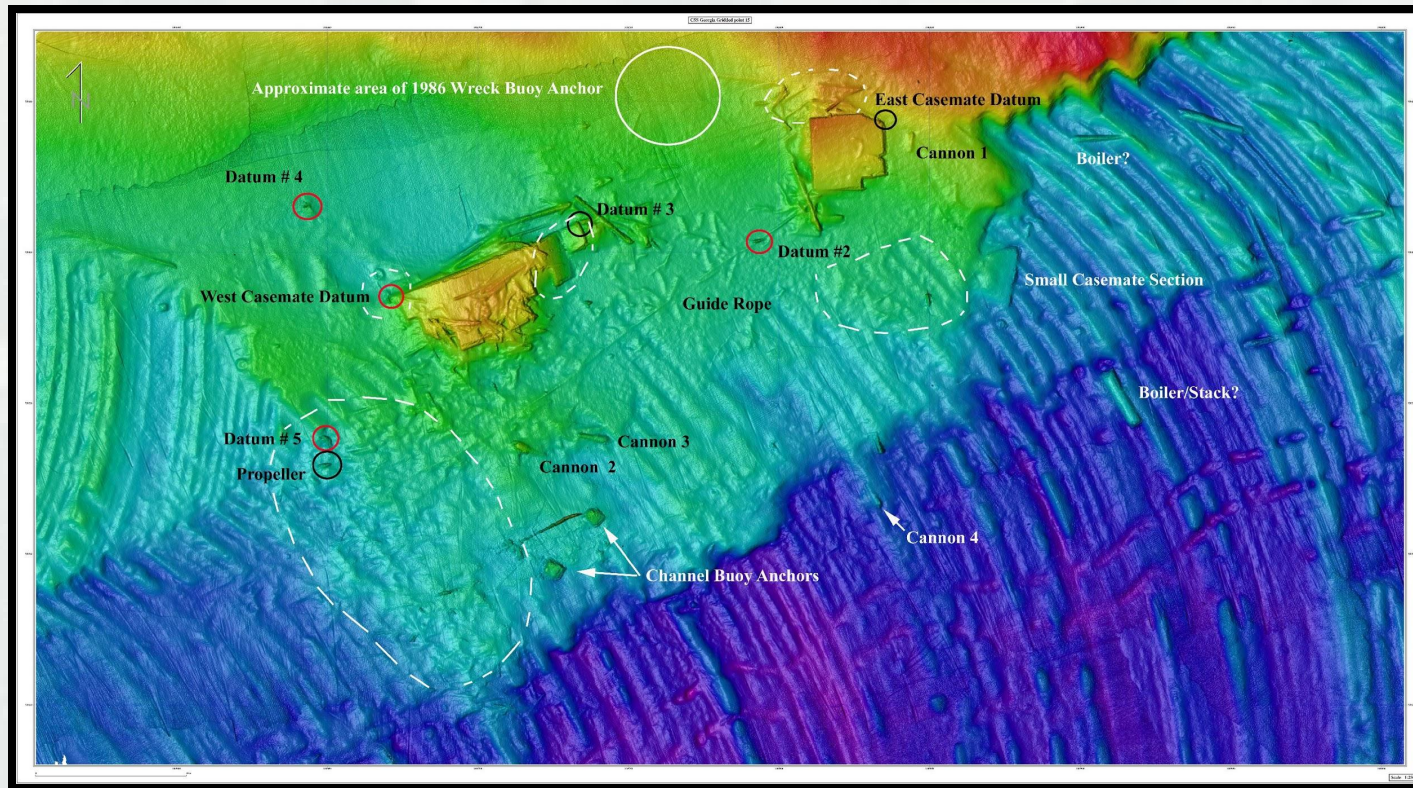 CSS Georgia Gridded point 15
N
Approximate area of 1986 Wreck Buoy Anchor
East Casemate Datum
Cannon 1
Boiler?
Datum # 4
Datum # 3
Datum #2
Small Casemate Section
West Casemate Datum
Guide Rope
Boiler/Stack?
Datum # 5
Cannon 3
Propeller
Cannon 2
Cannon 4
Channel Buoy Anchors